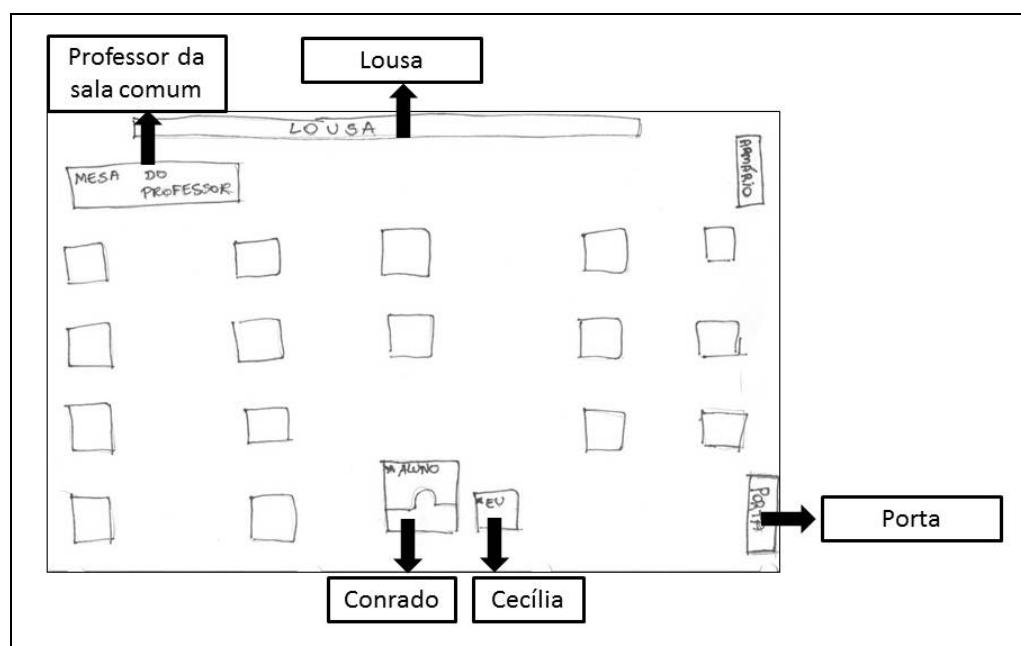 Professor da
sala comum
Lousa
LOUSA
MESA DO
PROFESSOR
ARMÁRIO
* ALUNO
* EU
PORTA
Porta
Conrado
Cecília